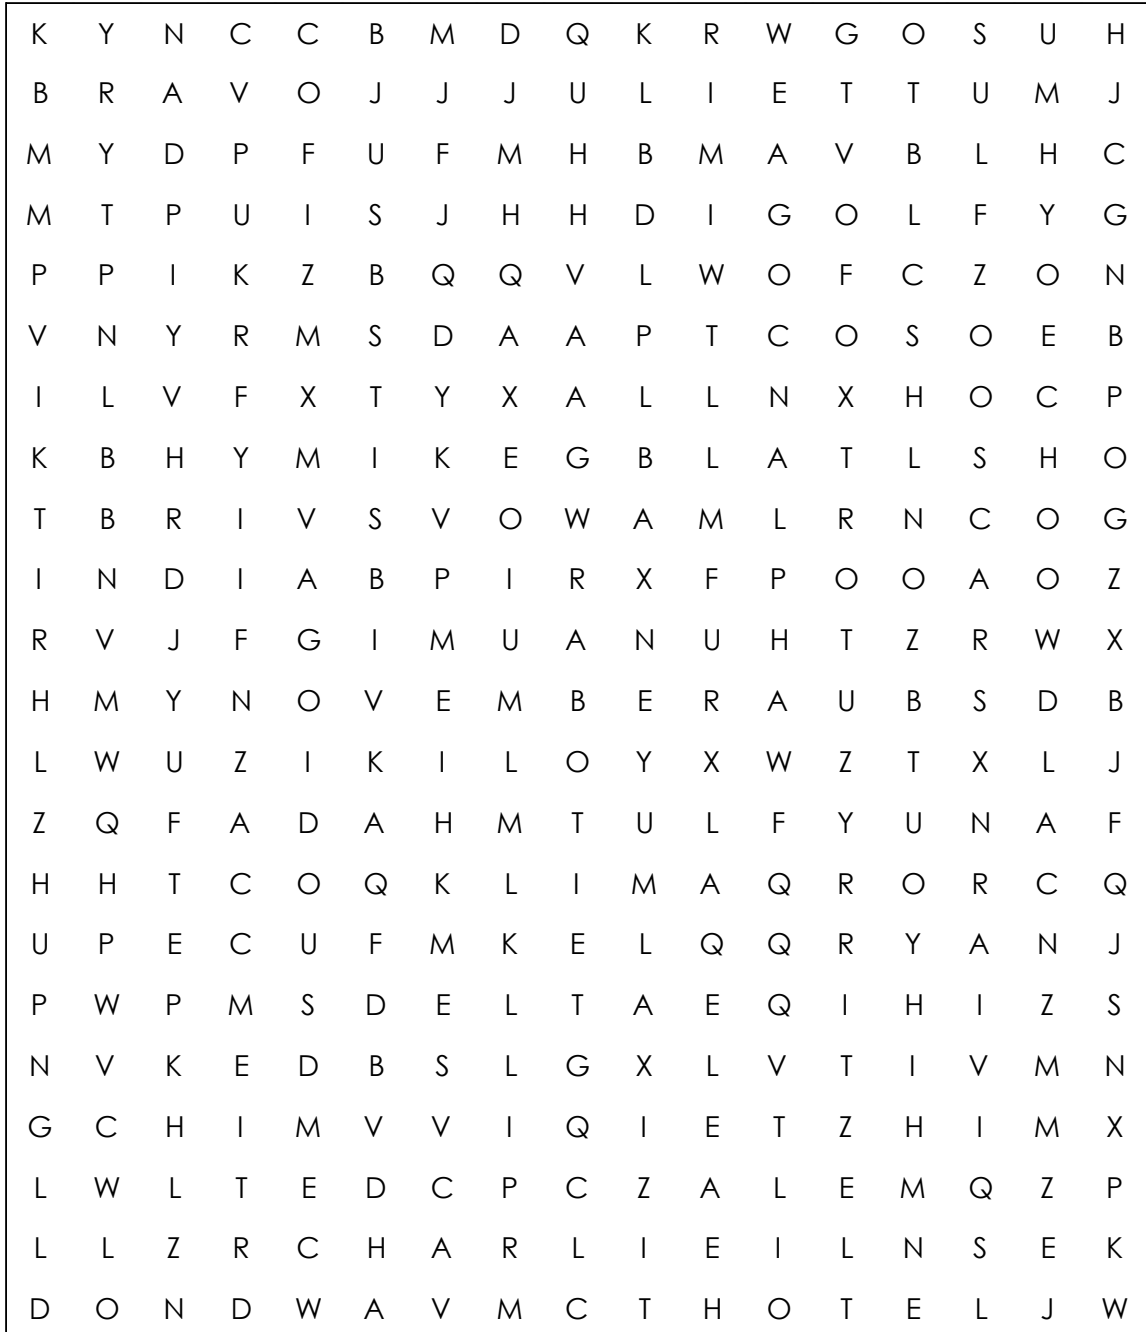 K Y N C C B M D Q K R W G O S U H
B R A V O J J J U L I E T T U M J
M Y D P F U F M H B M A V B L H C
M T P U I S J H H D I G O L F Y G
P P I K Z B Q Q V L W O F C Z O N
V N Y R M S D A A P T C O S O E B
I L V F X T Y X A L L N X H O C P
K B H Y M I K E G B L A T L S H O
T B R I V S V O W A M L R N C O G
I N D I A B P I R X F P O O A O Z
R V J F G I M U A N U H T Z R W X
H M Y N O V E M B E R A U B S D B
L W U Z I K I L O Y X W Z T X L J
Z Q F A D A H M T U L F Y U N A F
H H T C O Q K L I M A Q R O R C Q
U P E C U F M K E L Q Q R Y A N J
P W P M S D E L T A E Q I H I Z S
N V K E D B S L G X L V T I V M N
G C H I M V V I Q I E T Z H I M X
L W L T E D C P C Z A L E M Q Z P
L L Z R C H A R L I E I L N S E K
D O N D W A V M C T H O T E L J W